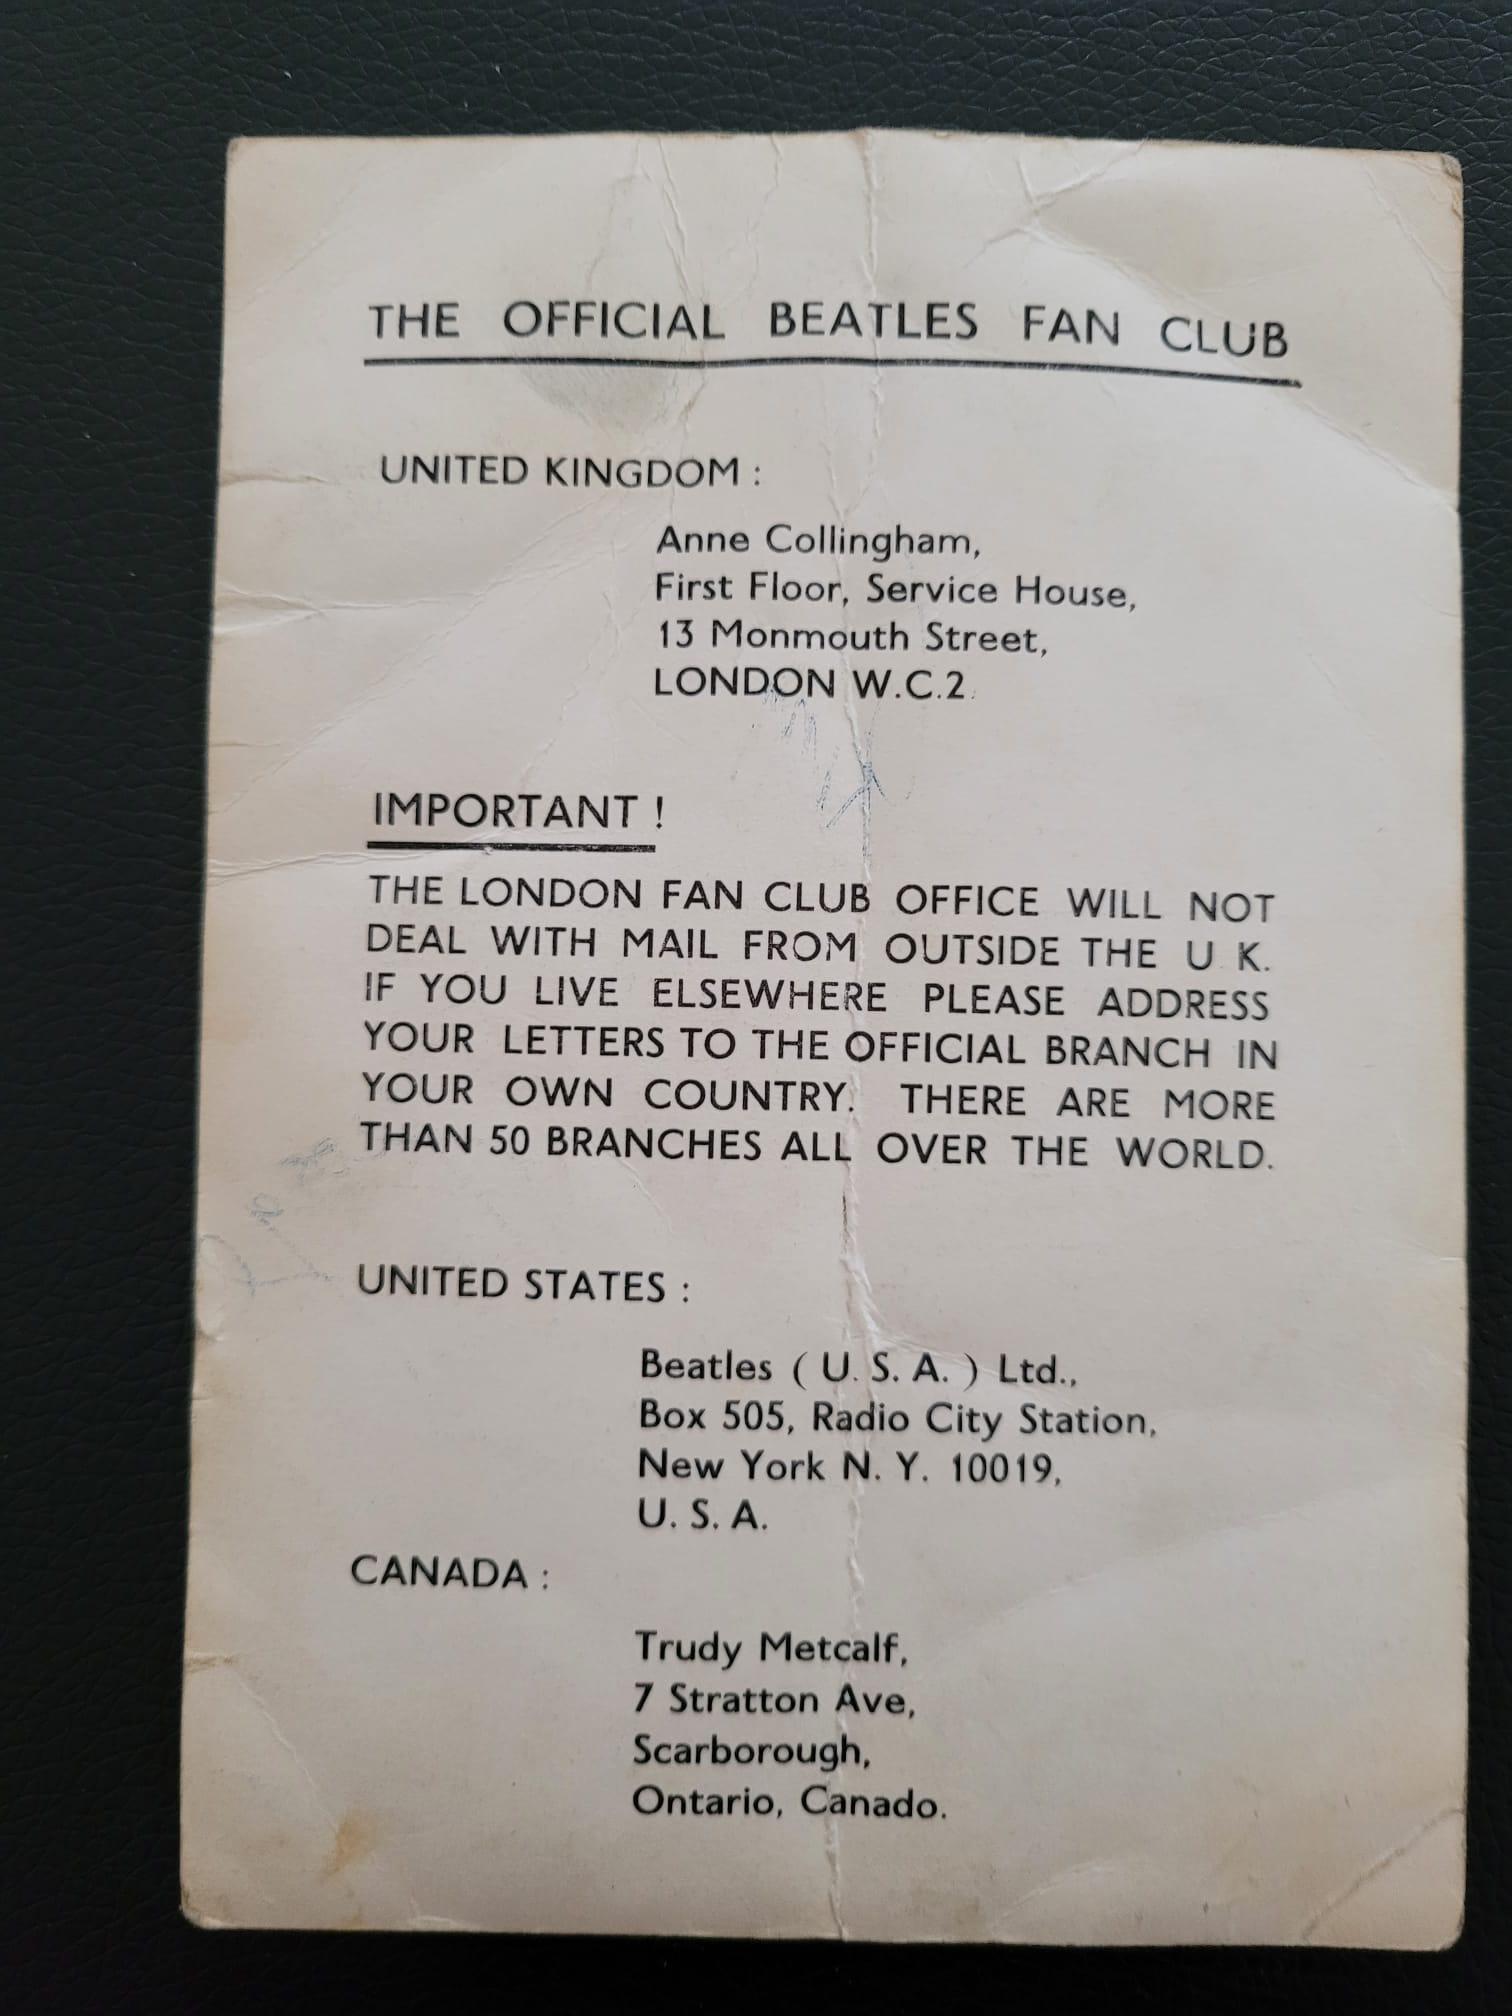 THE OFFICIAL BEATLES FAN CLUB
UNITED KINGDOM :
Anne Collingham,
First Floor, Service House,
13 Monmouth Street,
LONDON W.C.2.
IMPORTANT !
THE LONDON FAN CLUB OFFICE WILL NOT
DEAL WITH MAIL FROM OUTSIDE THE U K.
IF YOU LIVE ELSEWHERE PLEASE ADDRESS
YOUR LETTERS TO THE OFFICIAL BRANCH IN
YOUR OWN COUNTRY. THERE ARE MORE
THAN 50 BRANCHES ALL OVER THE WORLD.
UNITED STATES :
Beatles ( U. S. A. ) Ltd.,
Box 505, Radio City Station,
New York N. Y. 10019,
U. S. A.
CANADA :
Trudy Metcalf,
7 Stratton Ave,
Scarborough,
Ontario, Canado.